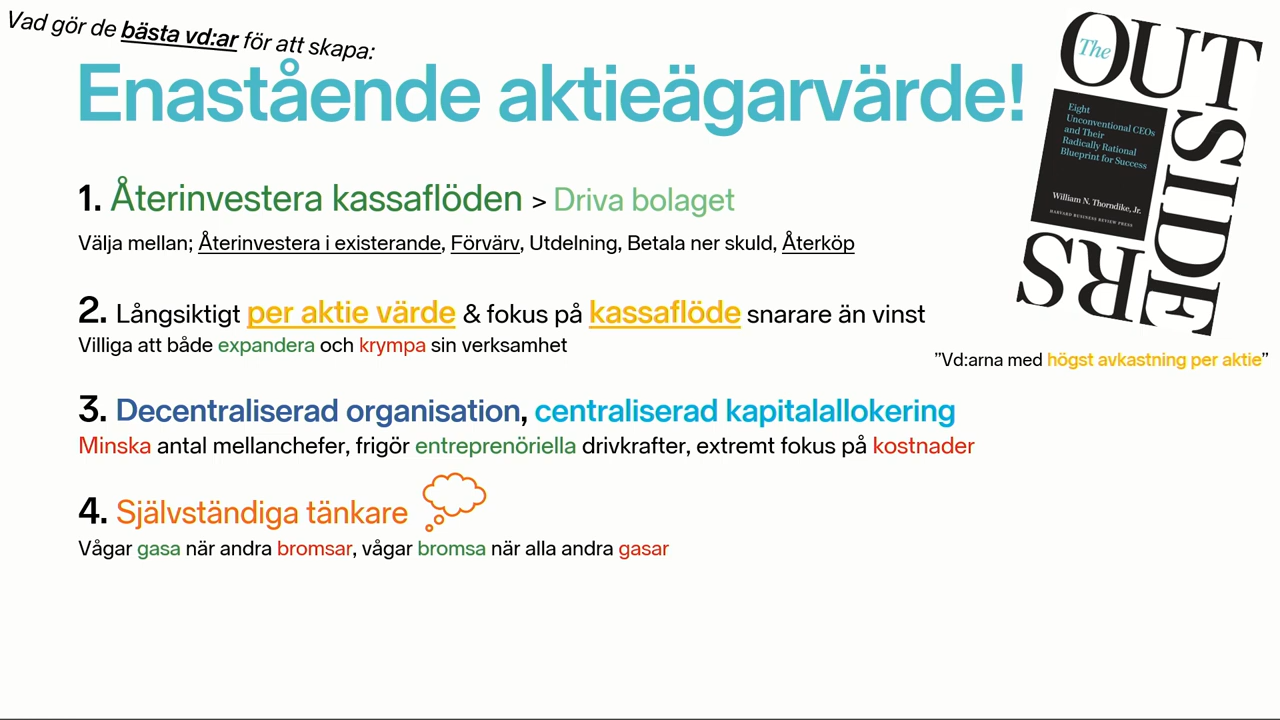 Vad gör de bästa vd:ar för att skapa:
Enastående aktieägarvärde!
1. Återinvestera kassaflöden > Driva bolaget
Välja mellan; Återinvestera i existerande, Förvärv, Utdelning, Betala ner skuld, Återköp
2. Långsiktigt per aktie värde & fokus på kassaflöde snarare än vinst
Villiga att både expandera och krympa sin verksamhet
3. Decentraliserad organisation, centraliserad kapitalallokering
Minska antal mellanchefer, frigör entreprenöriella drivkrafter, extremt fokus på kostnader
4. Självständiga tänkare
Vågar gasa när andra bromsar, vågar bromsa när alla andra gasar
The
OUTSIDERS
Eight
Unconventional CEOs
and Their
Radically Rational
Blueprint for Success
William N. Thorndike, Jr.
HARVARD BUSINESS REVIEW PRESS
”Vd:arna med högst avkastning per aktie”